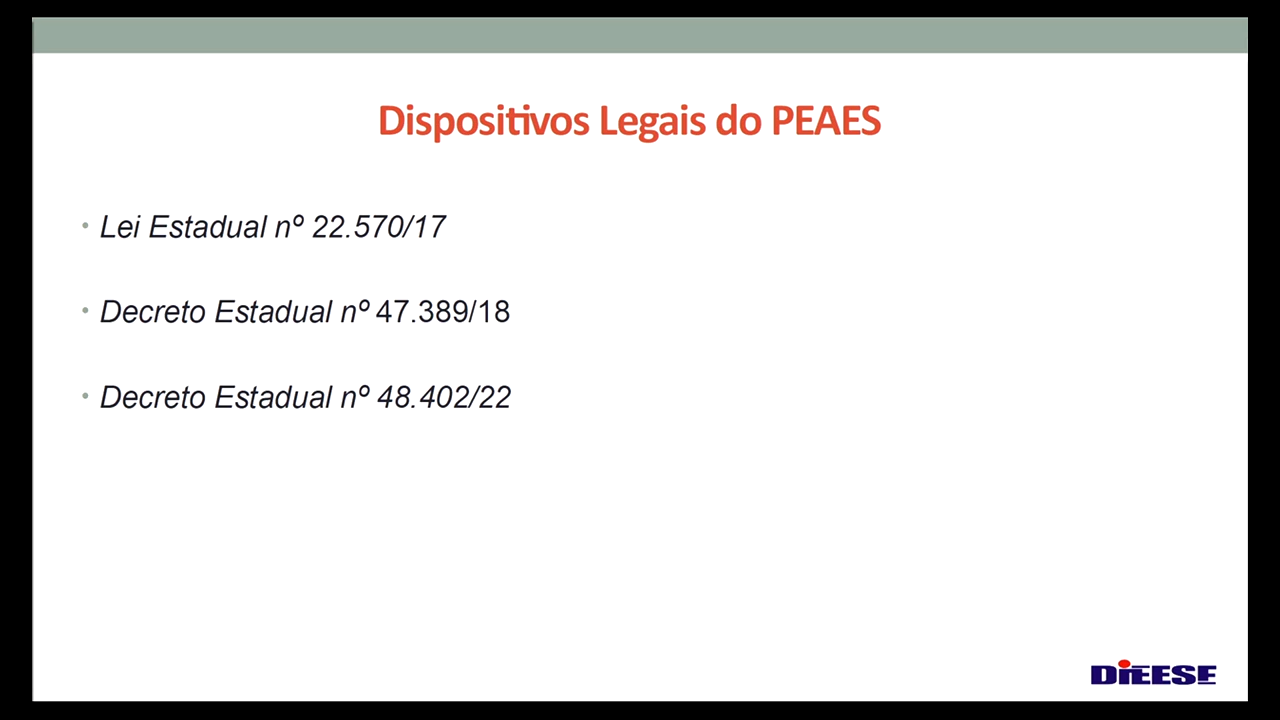 Dispositivos Legais do PEAES
• Lei Estadual nº 22.570/17
• Decreto Estadual nº 47.389/18
• Decreto Estadual nº 48.402/22
DIEESE